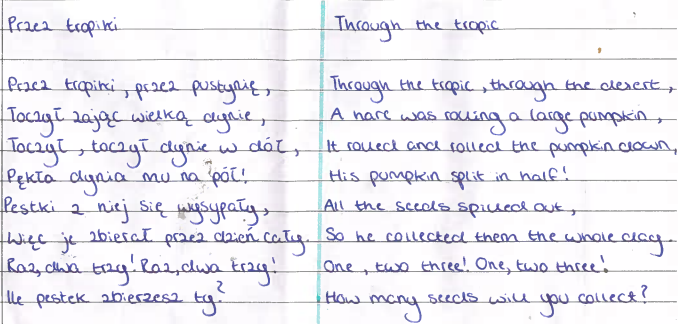 Przez tropiki
Przez tropiki, przez pustynię,
Toczył zając wielką dynie,
Toczył, toczył dynie w dół,
Pękła dynia mu na pół!
Pestki z niej się wysypały,
Więc je zbierał przez dzień cały.
Raz, dwa trzy! Raz, dwa trzy!
Ile pestek zbierzesz ty?
Through the tropic
Through the tropic, through the desert,
A hare was rolling a large pumpkin,
It rolled and rolled the pumpkin down,
His pumpkin split in half!
All the seeds spilled out,
So he collected them the whole day.
One, two three! One, two three!
How many seeds will you collect?